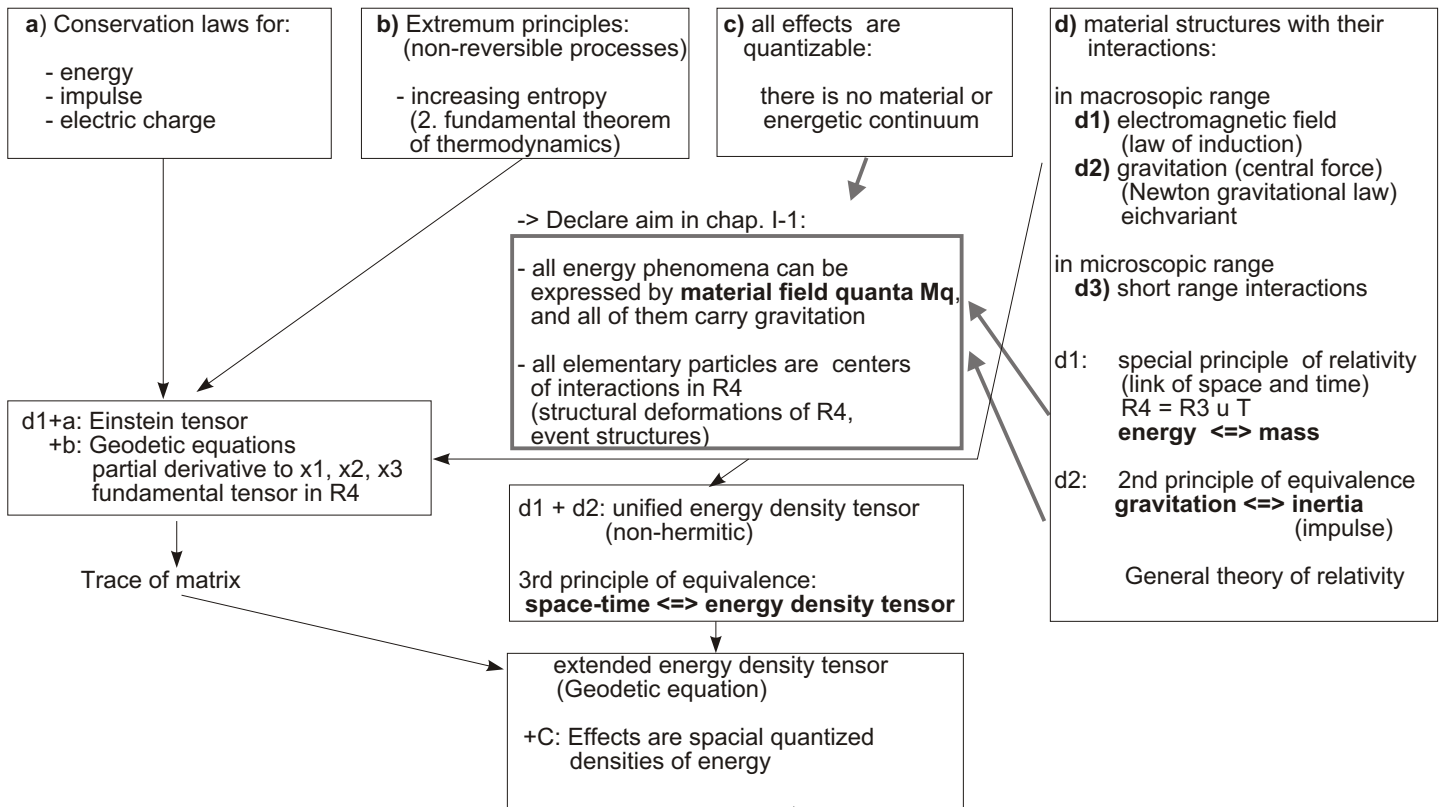 a) Conservation laws for:
- energy
- impulse
- electric charge
b) Extremum principles:
(non-reversible processes)
- increasing entropy
(2. fundamental theorem
of thermodynamics)
c) all effects are
quantizable:
there is no material or
energetic continuum
d) material structures with their
interactions:
in macrosopic range
d1) electromagnetic field
(law of induction)
d2) gravitation (central force)
(Newton gravitational law)
eichvariant
in microscopic range
d3) short range interactions
d1: special principle of relativity
(link of space and time)
R4 = R3 u T
energy <=> mass
d2: 2nd principle of equivalence
gravitation <=> inertia
(impulse)
General theory of relativity
-> Declare aim in chap. I-1:
- all energy phenomena can be
expressed by material field quanta Mq,
and all of them carry gravitation
- all elementary particles are centers
of interactions in R4
(structural deformations of R4,
event structures)
d1+a: Einstein tensor
+b: Geodetic equations
partial derivative to x1, x2, x3
fundamental tensor in R4
Trace of matrix
d1 + d2: unified energy density tensor
(non-hermitic)
3rd principle of equivalence:
space-time <=> energy density tensor
extended energy density tensor
(Geodetic equation)
+C: Effects are spacial quantized
densities of energy